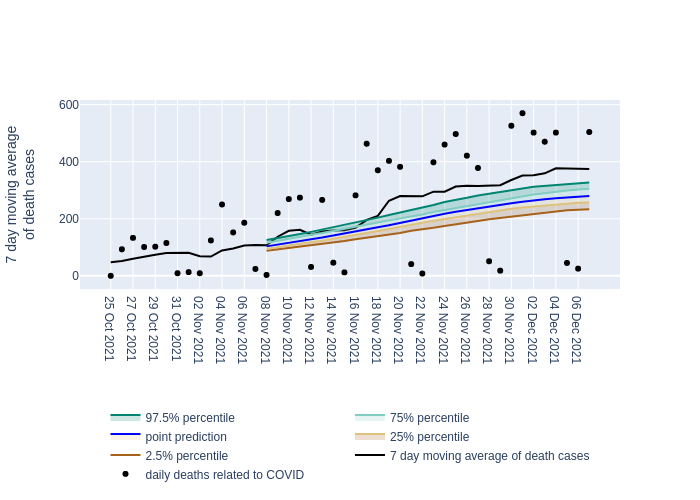 600
400
200
0
7 day moving average
of death cases
25 Oct 2021
27 Oct 2021
29 Oct 2021
31 Oct 2021
02 Nov 2021
04 Nov 2021
06 Nov 2021
08 Nov 2021
10 Nov 2021
12 Nov 2021
14 Nov 2021
16 Nov 2021
18 Nov 2021
20 Nov 2021
22 Nov 2021
24 Nov 2021
26 Nov 2021
28 Nov 2021
30 Nov 2021
02 Dec 2021
04 Dec 2021
06 Dec 2021
97.5% percentile
75% percentile
point prediction
25% percentile
2.5% percentile
7 day moving average of death cases
daily deaths related to COVID